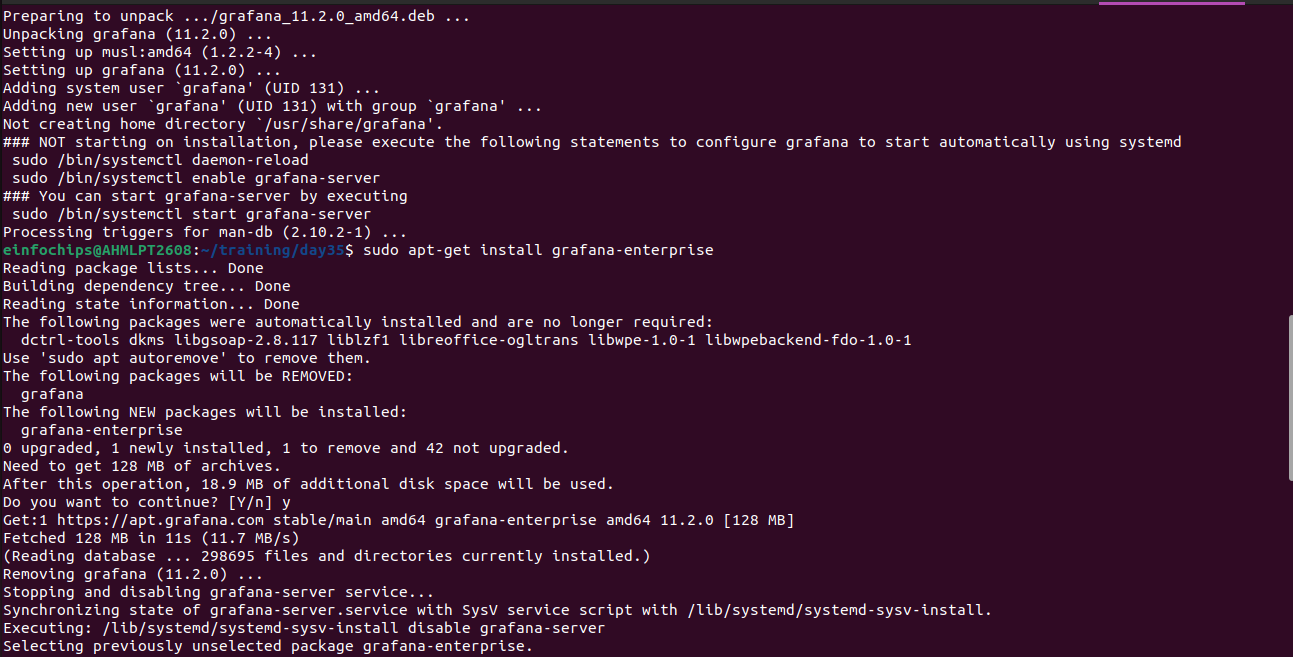 Preparing to unpack .../grafana_11.2.0_amd64.deb ...
Unpacking grafana (11.2.0) ...
Setting up musl:amd64 (1.2.2-4) ...
Setting up grafana (11.2.0) ...
Adding system user `grafana' (UID 131) ...
Adding new user `grafana' (UID 131) with group `grafana' ...
Not creating home directory `/usr/share/grafana'.
### NOT starting on installation, please execute the following statements to configure grafana to start automatically using systemd
 sudo /bin/systemctl daemon-reload
 sudo /bin/systemctl enable grafana-server
### You can start grafana-server by executing
 sudo /bin/systemctl start grafana-server
Processing triggers for man-db (2.10.2-1) ...
einfochips@AHMLPT2608:~/training/day35$ sudo apt-get install grafana-enterprise
Reading package lists... Done
Building dependency tree... Done
Reading state information... Done
The following packages were automatically installed and are no longer required:
  dctrl-tools dkms libgsoap-2.8.117 liblzf1 libreoffice-ogltrans libwpe-1.0-1 libwpebackend-fdo-1.0-1
Use 'sudo apt autoremove' to remove them.
The following packages will be REMOVED:
  grafana
The following NEW packages will be installed:
  grafana-enterprise
0 upgraded, 1 newly installed, 1 to remove and 42 not upgraded.
Need to get 128 MB of archives.
After this operation, 18.9 MB of additional disk space will be used.
Do you want to continue? [Y/n] y
Get:1 https://apt.grafana.com stable/main amd64 grafana-enterprise amd64 11.2.0 [128 MB]
Fetched 128 MB in 11s (11.7 MB/s)
(Reading database ... 298695 files and directories currently installed.)
Removing grafana (11.2.0) ...
Stopping and disabling grafana-server service...
Synchronizing state of grafana-server.service with SysV service script with /lib/systemd/systemd-sysv-install.
Executing: /lib/systemd/systemd-sysv-install disable grafana-server
Selecting previously unselected package grafana-enterprise.